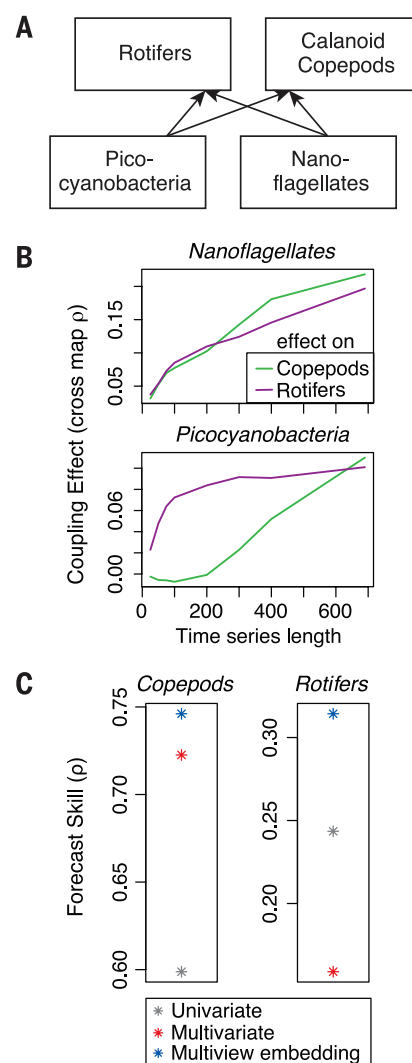 A
Rotifers
Calanoid
Copepods
Pico-
cyanobacteria
Nano-
flagellates
B
Nanoflagellates
0.15
0.05
effect on
Copepods
Rotifers
Coupling Effect (cross map ρ)
Picocyanobacteria
0.06
0.00
0 200 400 600
Time series length
C
Copepods Rotifers
Forecast Skill (ρ)
0.75
0.70
0.65
0.60
0.30
0.25
0.20
Univariate
Multivariate
Multiview embedding